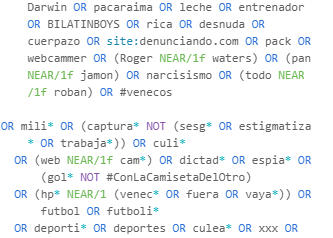 Darwin OR pacaraima OR leche OR entrenador
OR BILATINBOYS OR rica OR desnuda OR
cuerpazo OR site:denunciando.com OR pack OR
webcammer OR (Roger NEAR/1f waters) OR (pan
NEAR/1f jamon) OR narcisismo OR (todo NEAR
/1f roban) OR #venecos
OR mili* OR (captura* NOT (sesg* OR estigmatiza
* OR trabaja*)) OR culi*
OR (web NEAR/1f cam*) OR dictad* OR espia* OR
(gol* NOT #ConLaCamisetaDelOtro)
OR (hp* NEAR/1 (venec* OR fuera OR vaya*)) OR
futbol OR futboli*
OR deporti* OR deportes OR culea* OR xxx OR